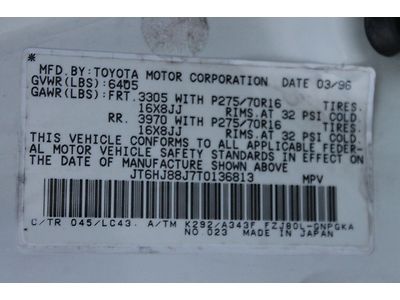 MFD. BY: TOYOTA MOTOR CORPORATION DATE 03/96
GVWR(LBS):6405
GAWR(LBS): FRT. 3305 WITH P275/70R16 TIRES.
16X8JJ RIMS.AT 32 PSI COLD.
RR. 3970 WITH P275/70R16 TIRES.
16X8JJ RIMS.AT 32 PSI COLD
THIS VEHICLE CONFORMS TO ALL APPLICABLE FEDER-
AL MOTOR VEHICLE SAFETY STANDARDS IN EFFECT ON
THE DATE OF MANUFACTURE SHOWN ABOVE.
JT6HJ88J7T0136813 MPV
C/TR 045/LC43. A/TM K292/A343F FZJ80L-GNPGKA
NO 023 MADE IN JAPAN